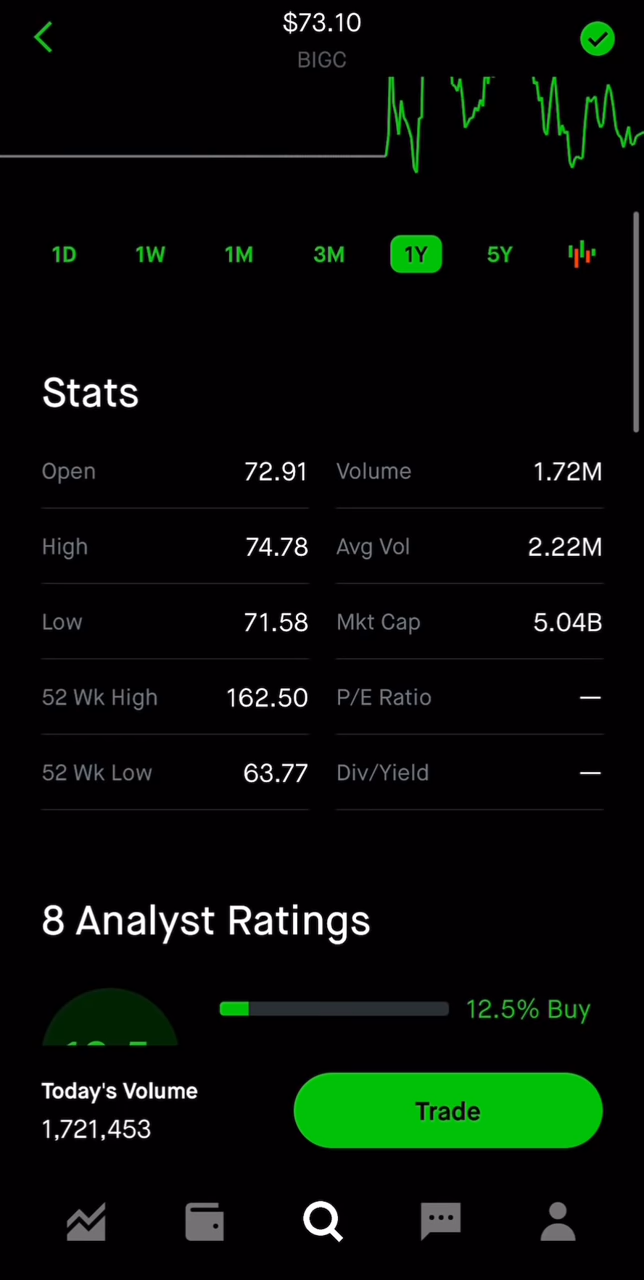 $73.10
BIGC
1D 1W 1M 3M 1Y 5Y
Stats
Open 72.91 Volume 1.72M
High 74.78 Avg Vol 2.22M
Low 71.58 Mkt Cap 5.04B
52 Wk High 162.50 P/E Ratio —
52 Wk Low 63.77 Div/Yield —
8 Analyst Ratings
12.5% Buy
Today's Volume
1,721,453
Trade